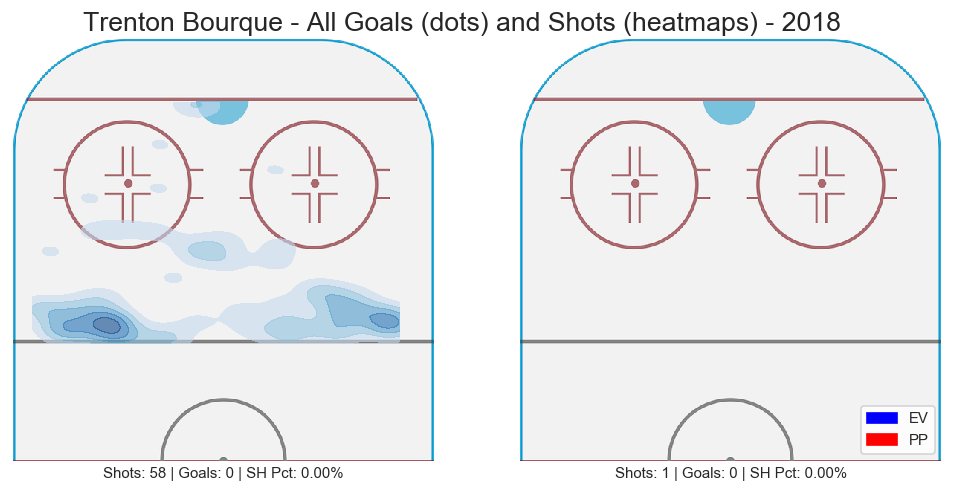 Trenton Bourque - All Goals (dots) and Shots (heatmaps) - 2018
EV
PP
Shots: 58 | Goals: 0 | SH Pct: 0.00%
Shots: 1 | Goals: 0 | SH Pct: 0.00%